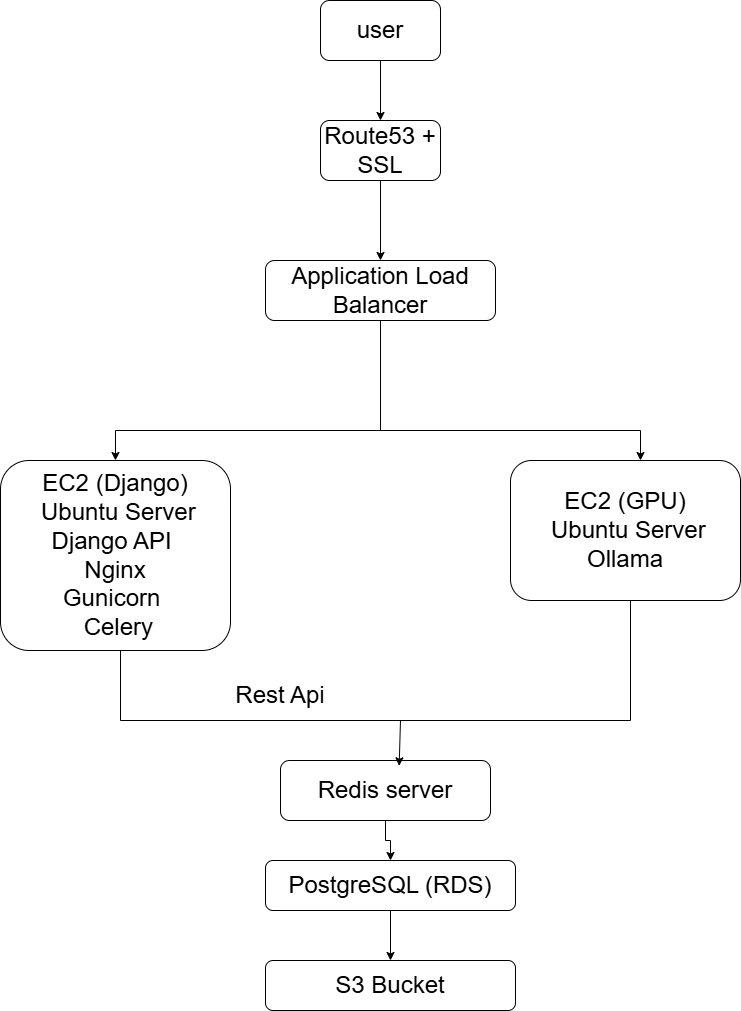 user
Route53 +
SSL
Application Load
Balancer
EC2 (Django)
Ubuntu Server
Django API
Nginx
Gunicorn
Celery
EC2 (GPU)
Ubuntu Server
Ollama
Rest Api
Redis server
PostgreSQL (RDS)
S3 Bucket